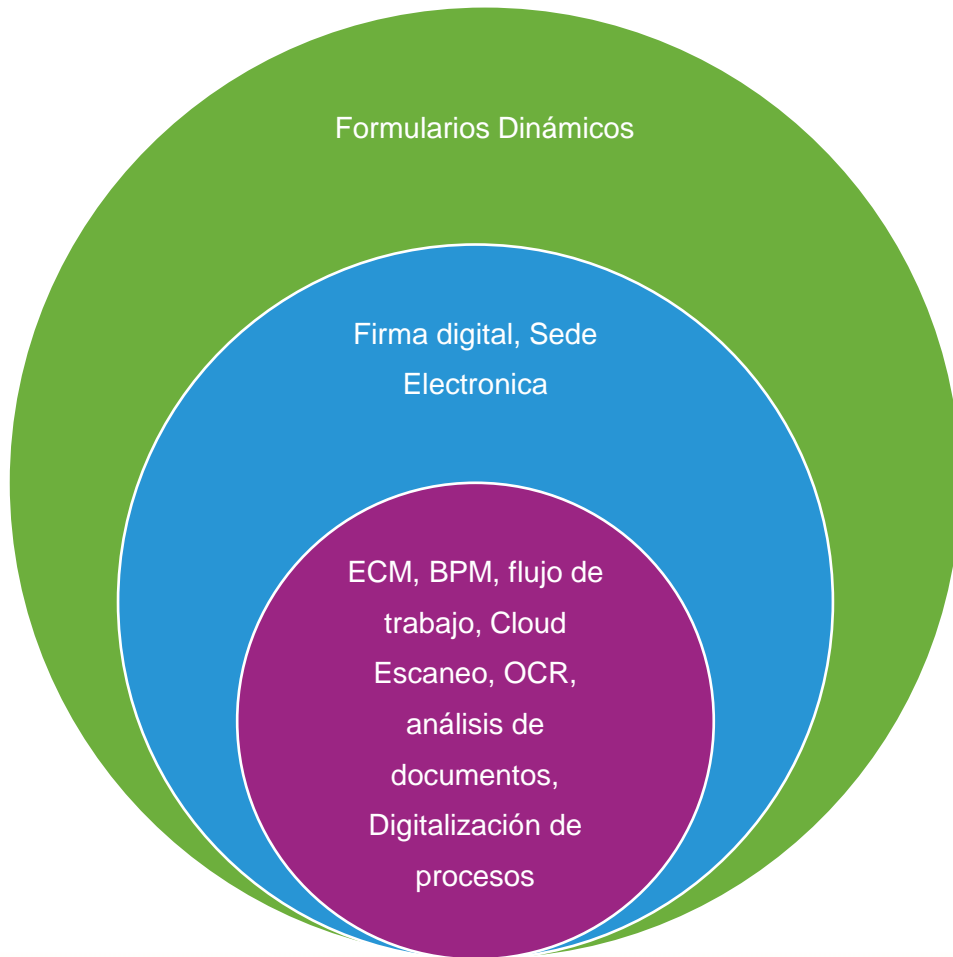 Formularios Dinámicos
Firma digital, Sede
Electronica
ECM, BPM, flujo de
trabajo, Cloud
Escaneo, OCR,
análisis de
documentos,
Digitalización de
procesos